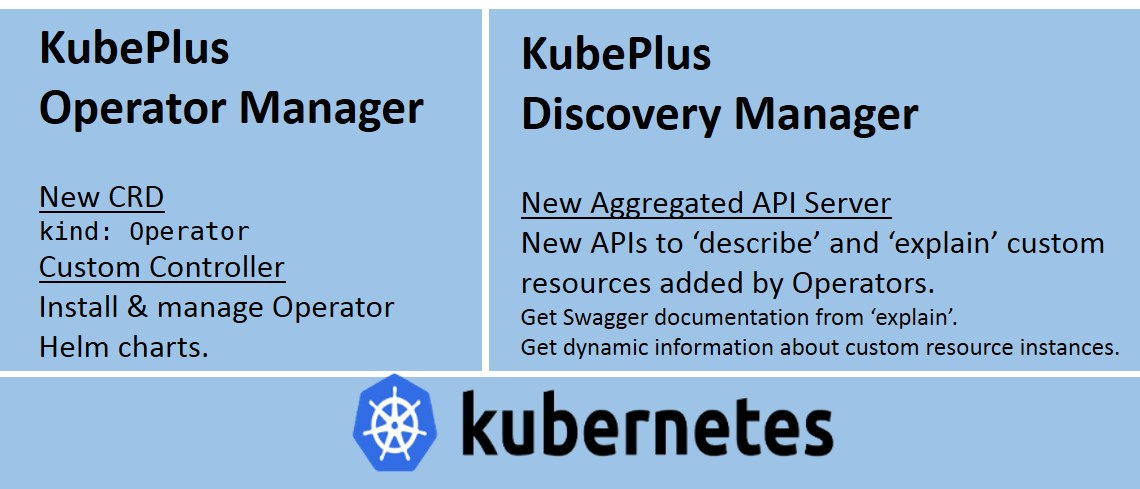 KubePlus
Operator Manager
New CRD
kind: Operator
Custom Controller
Install & manage Operator
Helm charts.
KubePlus
Discovery Manager
New Aggregated API Server
New APIs to ‘describe’ and ‘explain’ custom
resources added by Operators.
Get Swagger documentation from ‘explain’.
Get dynamic information about custom resource instances.
kubernetes